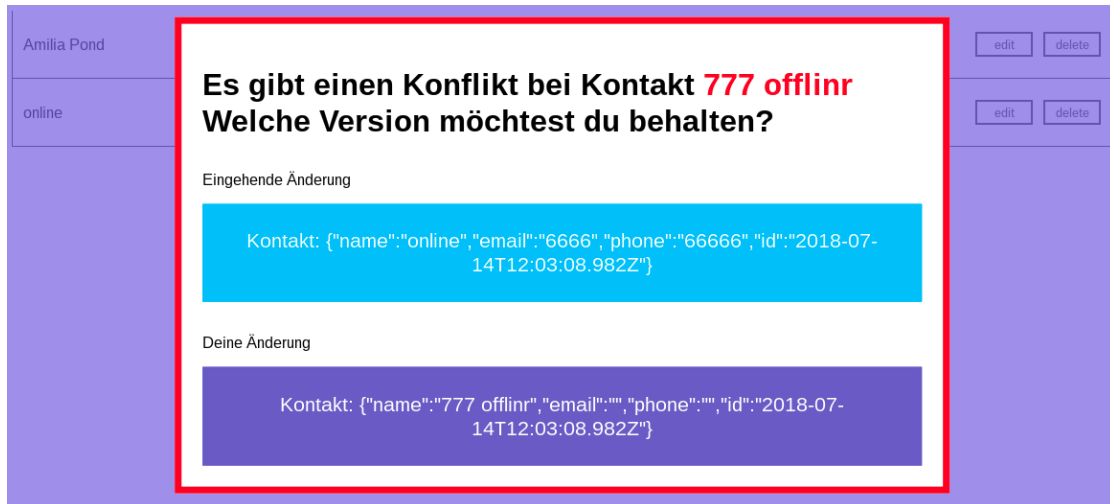 Amilia Pond
edit
delete
online
edit
delete
Es gibt einen Konflikt bei Kontakt 777 offlinr
Welche Version möchtest du behalten?
Eingehende Änderung
Kontakt: {"name":"online","email":"6666","phone":"66666","id":"2018-07-
14T12:03:08.982Z"}
Deine Änderung
Kontakt: {"name":"777 offlinr","email":"","phone":"","id":"2018-07-
14T12:03:08.982Z"}